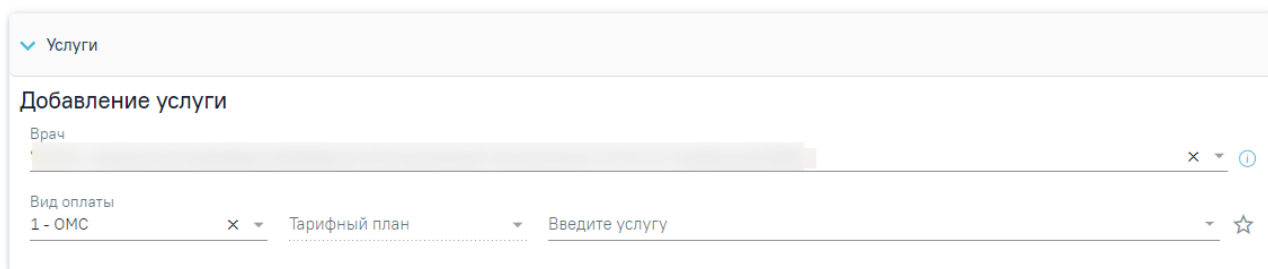 Услуги
Добавление услуги
Врач
Вид оплаты
1 - ОМС Тарифный план Введите услугу